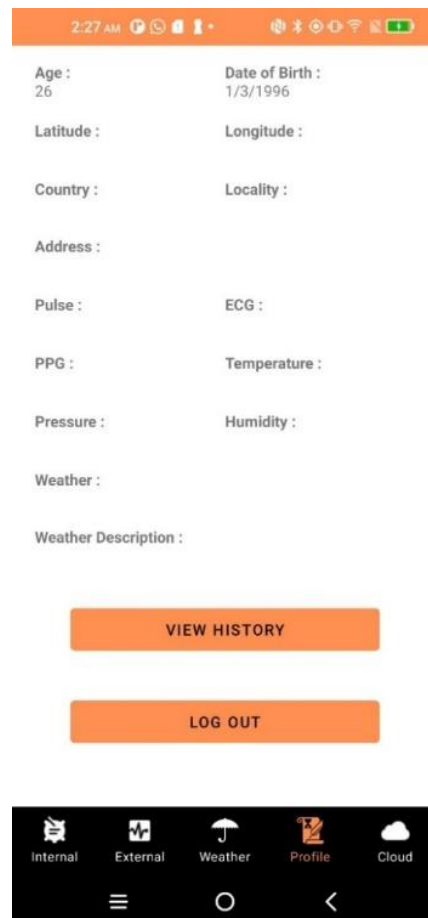 2:27 AM
Age :
Date of Birth :
26
1/3/1996
Latitude :
Longitude :
Country :
Locality :
Address :
Pulse :
ECG :
PPG :
Temperature :
Pressure :
Humidity :
Weather :
Weather Description :
VIEW HISTORY
LOG OUT
Internal
External
Weather
Profile
Cloud